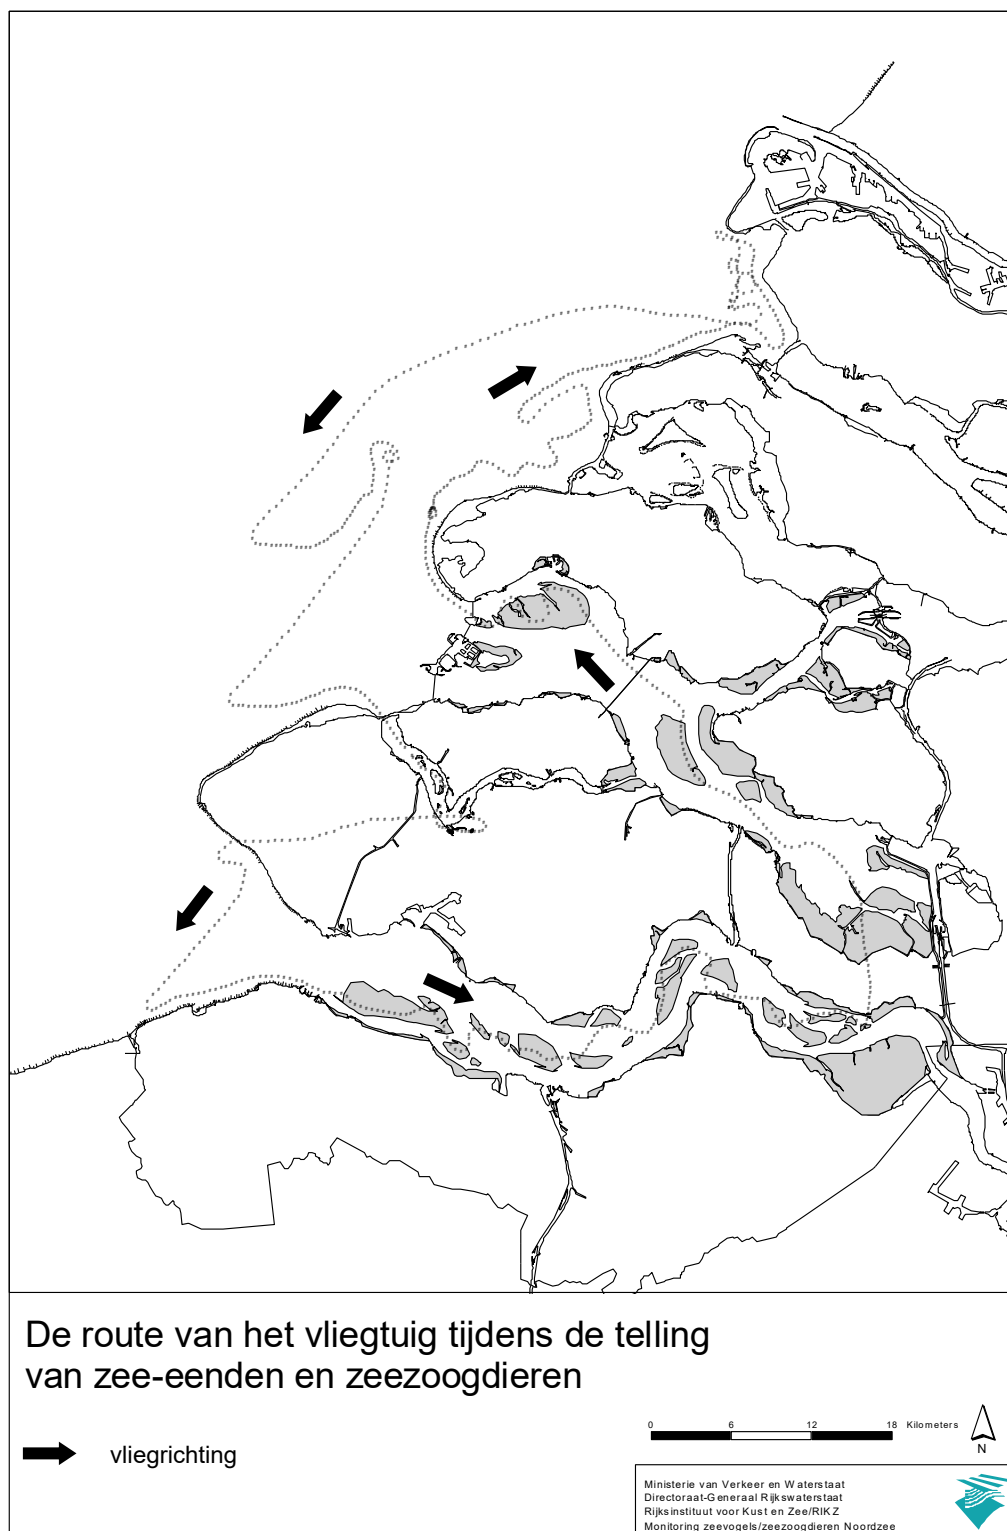 De route van het vliegtuig tijdens de telling
van zee-eenden en zeezoogdieren
vliegrichting
0 6 12 18 Kilometers
N
Ministerie van Verkeer en Waterstaat
Directoraat-Generaal Rijkswaterstaat
Rijksinstituut voor Kust en Zee/RIKZ
Monitoring zeevogels/zeezoogdieren Noordzee